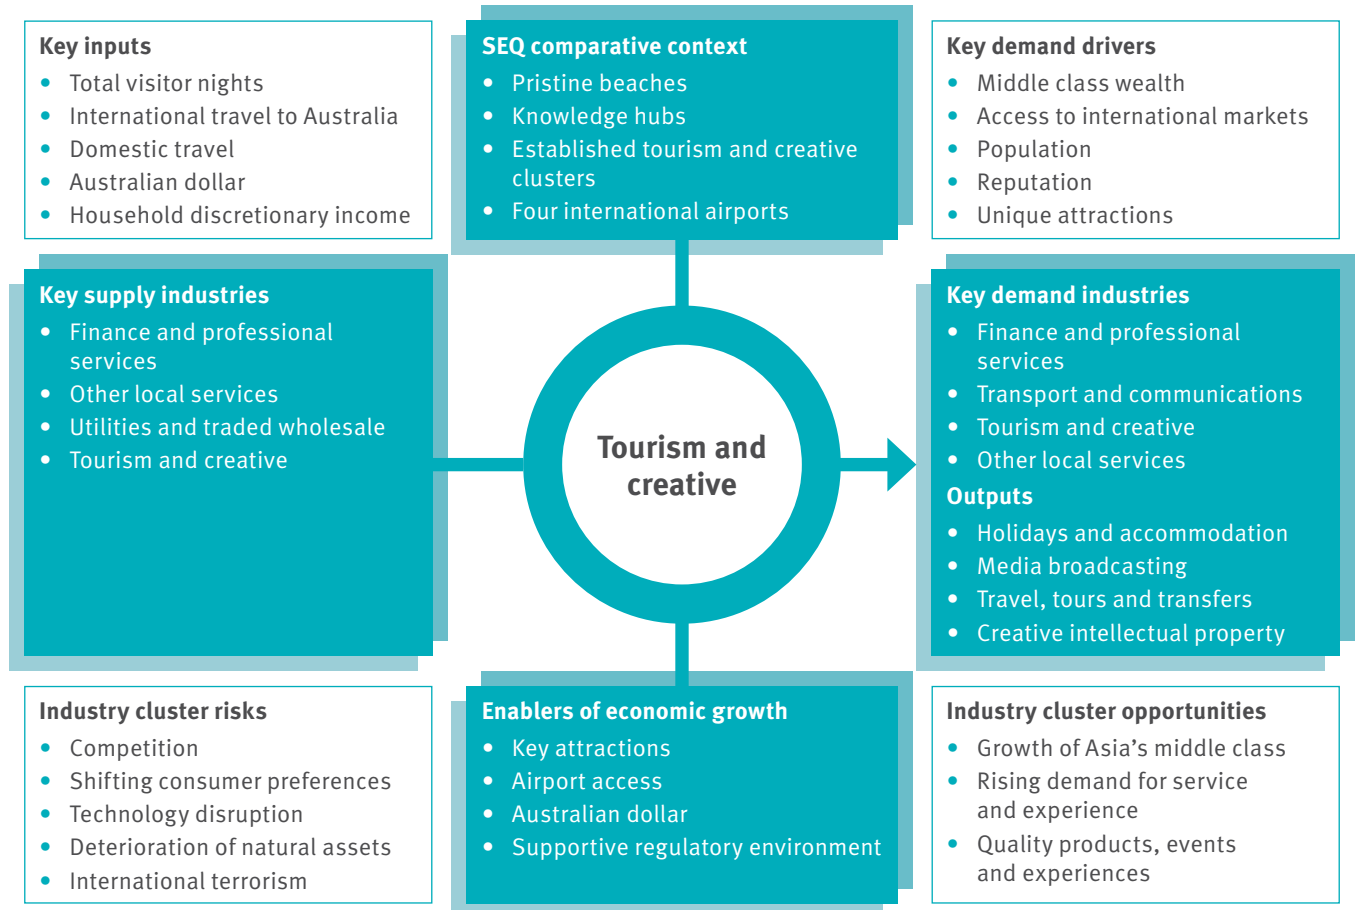 Key inputs
Total visitor nights
International travel to Australia
Domestic travel
Australian dollar
Household discretionary income
SEQ comparative context
Pristine beaches
Knowledge hubs
Established tourism and creative
clusters
Four international airports
Key demand drivers
Middle class wealth
Access to international markets
Population
Reputation
Unique attractions
Key supply industries
Finance and professional
services
Other local services
Utilities and traded wholesale
Tourism and creative
Tourism and
creative
Key demand industries
Finance and professional
services
Transport and communications
Tourism and creative
Other local services
Outputs
Holidays and accommodation
Media broadcasting
Travel, tours and transfers
Creative intellectual property
Industry cluster risks
Competition
Shifting consumer preferences
Technology disruption
Deterioration of natural assets
International terrorism
Enablers of economic growth
Key attractions
Airport access
Australian dollar
Supportive regulatory environment
Industry cluster opportunities
Growth of Asia’s middle class
Rising demand for service
and experience
Quality products, events
and experiences